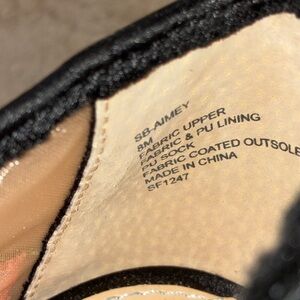 SB-AIMEY
8M
FABRIC UPPER
FABRIC & PU LINING
PU SOCK
FABRIC COATED OUTSOLE
MADE IN CHINA
SF1247